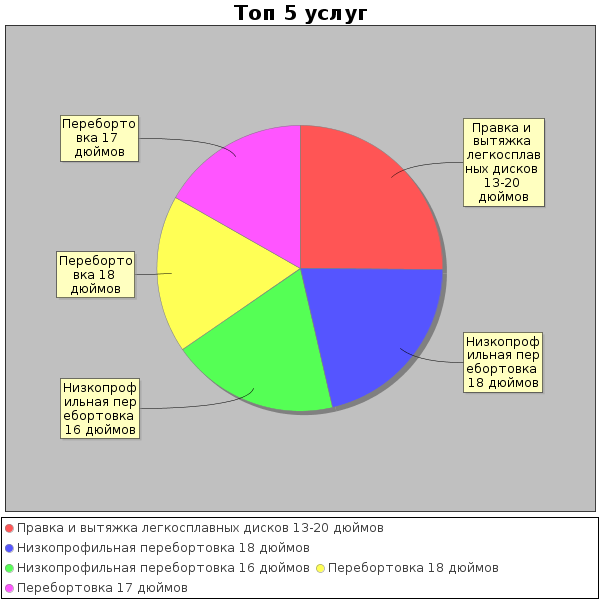 Топ 5 услуг
Переборто
вка 17
дюймов
Правка и
вытяжка
легкосплав
ных дисков
13-20
дюймов
Переборто
вка 18
дюймов
Низкопроф
ильная пер
ебортовка
18 дюймов
Низкопроф
ильная пер
ебортовка
16 дюймов
Правка и вытяжка легкосплавных дисков 13-20 дюймов
Низкопрофильная перебортовка 18 дюймов
Низкопрофильная перебортовка 16 дюймов Перебортовка 18 дюймов
Перебортовка 17 дюймов